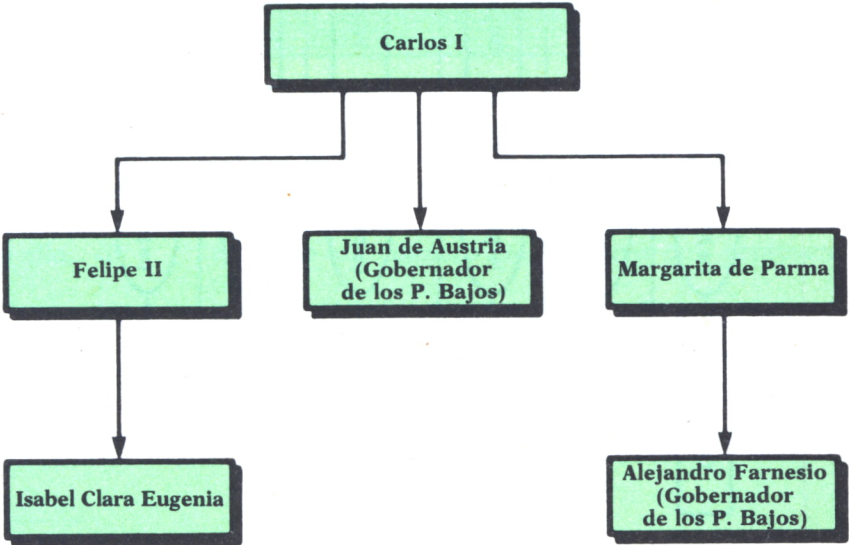 Carlos I
Felipe II
Juan de Austria
(Gobernador
de los P. Bajos)
Margarita de Parma
Isabel Clara Eugenia
Alejandro Farnesio
(Gobernador
de los P. Bajos)